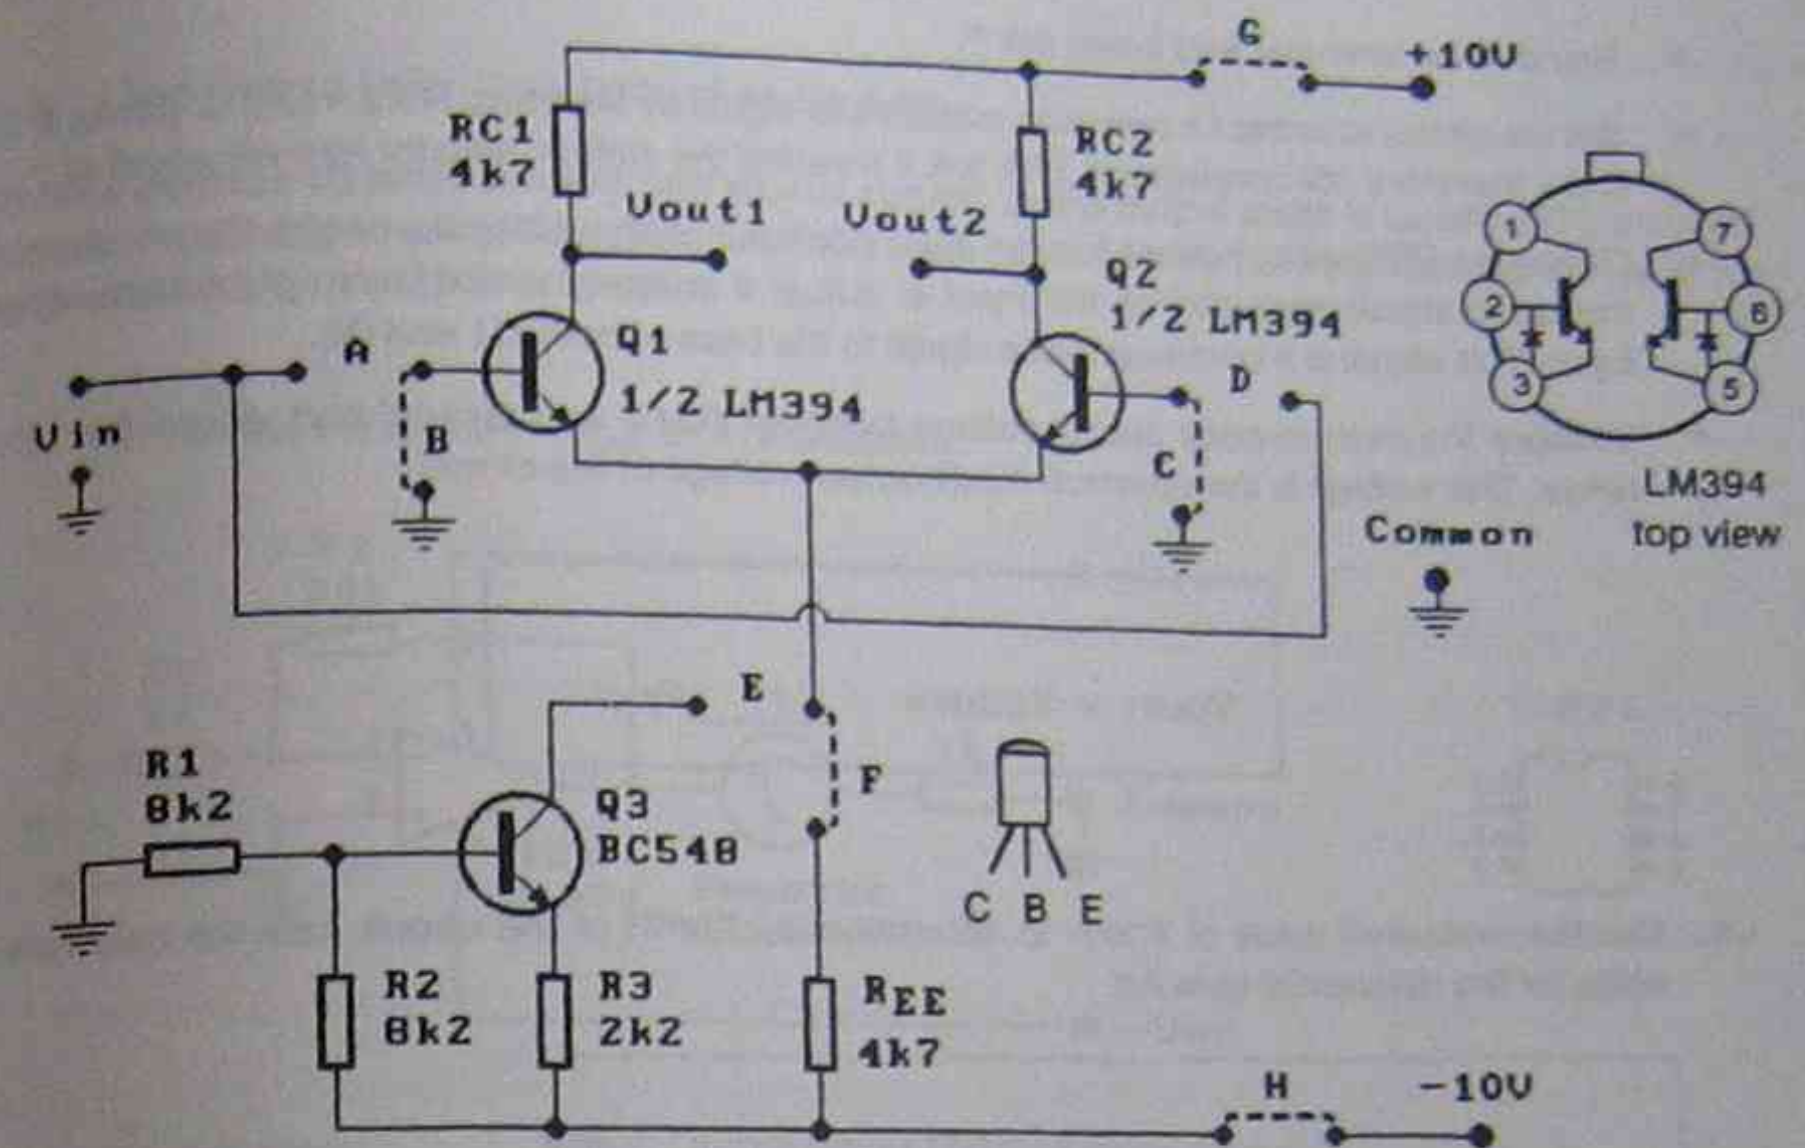 G
+10V
RC1
4k7
RC2
4k7
Vout1
Vout2
1
7
2
6
3
5
LM394
top view
Q2
1/2 LM394
Q1
1/2 LM394
A
B
D
C
Vin
Common
E
F
R1
8k2
Q3
BC548
C B E
R2
8k2
R3
2k2
REE
4k7
H
-10V